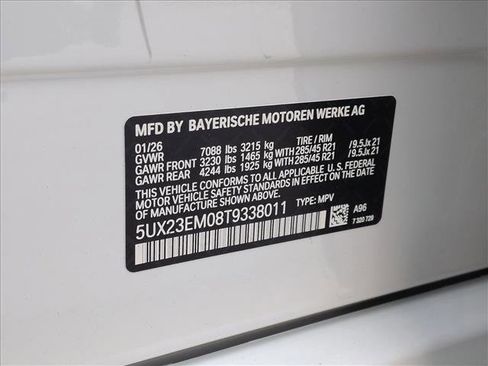 MFD BY BAYERISCHE MOTOREN WERKE AG
01/26 TIRE / RIM
GVWR 7088 lbs 3215 kg
GAWR FRONT 3230 lbs 1465 kg WITH 285/45 R21 / 9.5Jx21
GAWR REAR 4244 lbs 1925 kg WITH 285/45 R21 / 9.5Jx21
THIS VEHICLE CONFORMS TO ALL APPLICABLE U.S. FEDERAL
MOTOR VEHICLE SAFETY STANDARDS IN EFFECT ON THE
DATE OF MANUFACTURE SHOWN ABOVE.
5UX23EM08T9338011 TYPE: MPV
A96
7 320 729